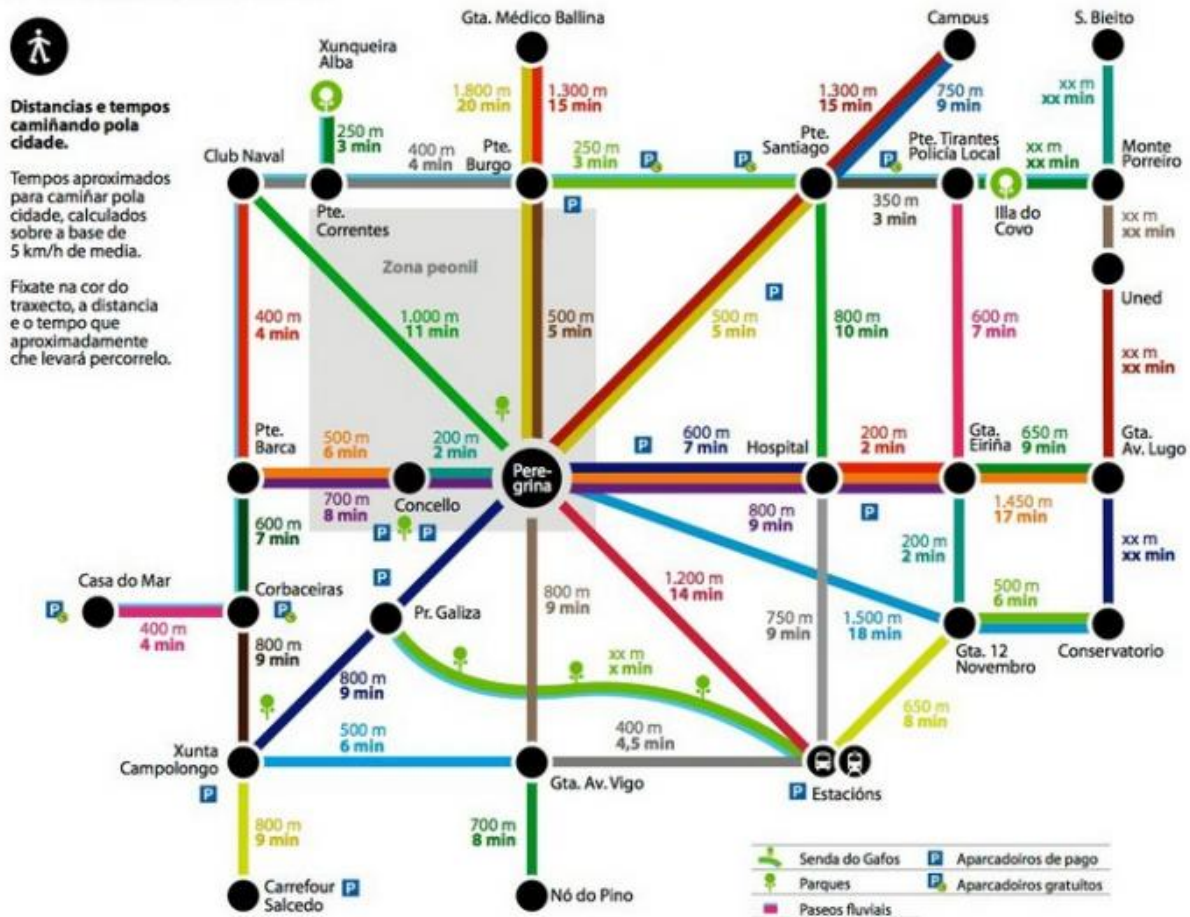 Distancias e tempos
camiñando pola
cidade.
Tempos aproximados
para camiñar pola
cidade, calculados
sobre a base de
5 km/h de media.
Fíxate na cor do
traxecto, a distancia
e o tempo que
aproximadamente
che levará percorrelo.
Gta. Médico Ballina
Campus
S. Bieito
Xunqueira
Alba
1.800 m
20 min
1.300 m
15 min
1.300 m
15 min
750 m
9 min
xx m
xx min
250 m
3 min
Club Naval
400 m
4 min
Pte.
Burgo
250 m
3 min
P
P
Pte.
Santiago
P
Pte. Tirantes
Policía Local
xx m
xx min
Monte
Porreiro
Pte.
Correntes
P
350 m
3 min
Illa do
Covo
xx m
xx min
Zona peonil
P
Uned
400 m
4 min
1.000 m
11 min
500 m
5 min
500 m
5 min
800 m
10 min
600 m
7 min
xx m
xx min
Pte.
Barca
500 m
6 min
200 m
2 min
Pere-
grina
P
600 m
7 min
Hospital
200 m
2 min
Gta.
Eiriña
650 m
9 min
Gta.
Av. Lugo
700 m
8 min
Concello
P
P
800 m
9 min
P
1.450 m
17 min
600 m
7 min
200 m
2 min
xx m
xx min
Casa do Mar
P
400 m
4 min
Corbaceiras
P
P
Pr. Galiza
800 m
9 min
1.200 m
14 min
750 m
9 min
1.500 m
18 min
500 m
6 min
Gta. 12
Novembro
Conservatorio
800 m
9 min
800 m
9 min
xx m
x min
650 m
8 min
500 m
6 min
400 m
4,5 min
Xunta
Campolongo
P
Gta. Av. Vigo
P
Estacións
800 m
9 min
700 m
8 min
Carrefour
Salcedo
P
Nó do Pino
Senda do Gafos
P Aparcadoiros de pago
Parques
P Aparcadoiros gratuítos
Paseos fluviais